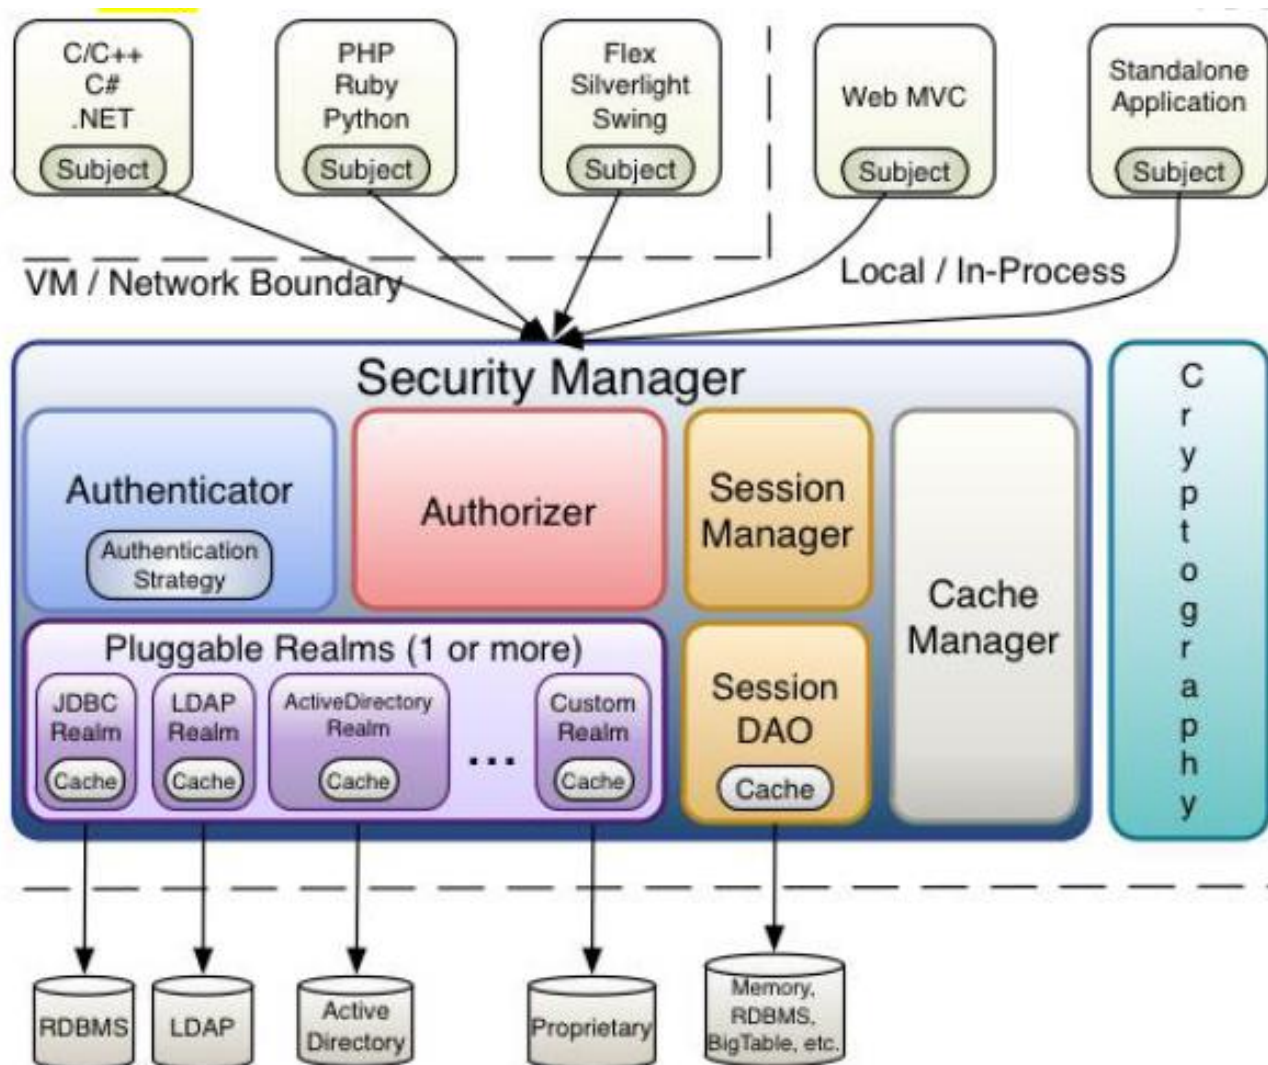 C/C++
C#
.NET
Subject
PHP
Ruby
Python
Subject
Flex
Silverlight
Swing
Subject
Web MVC
Subject
Standalone
Application
Subject
VM / Network Boundary
Local / In-Process
Security Manager
Authenticator
Authentication
Strategy
Authorizer
Session
Manager
Cache
Manager
Cryptography
Pluggable Realms (1 or more)
JDBC
Realm
Cache
LDAP
Realm
Cache
ActiveDirectory
Realm
Cache
...
Custom
Realm
Cache
Session
DAO
Cache
RDBMS
LDAP
Active
Directory
Proprietary
Memory,
RDBMS,
BigTable, etc.